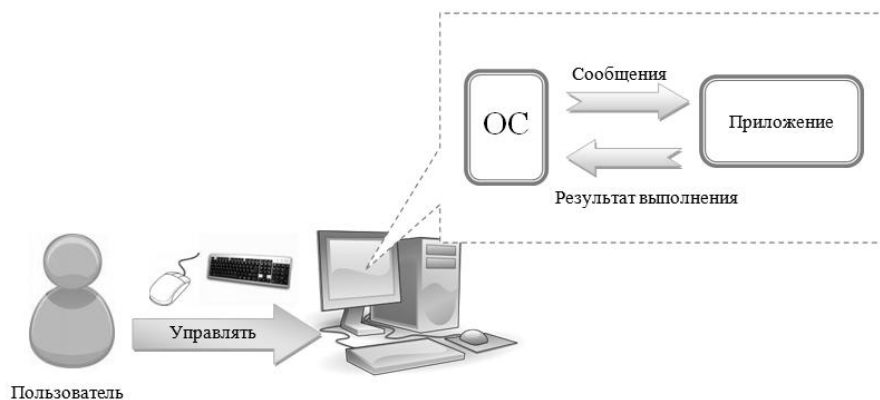 Сообщения
ОС
Приложение
Результат выполнения
Управлять
Пользователь